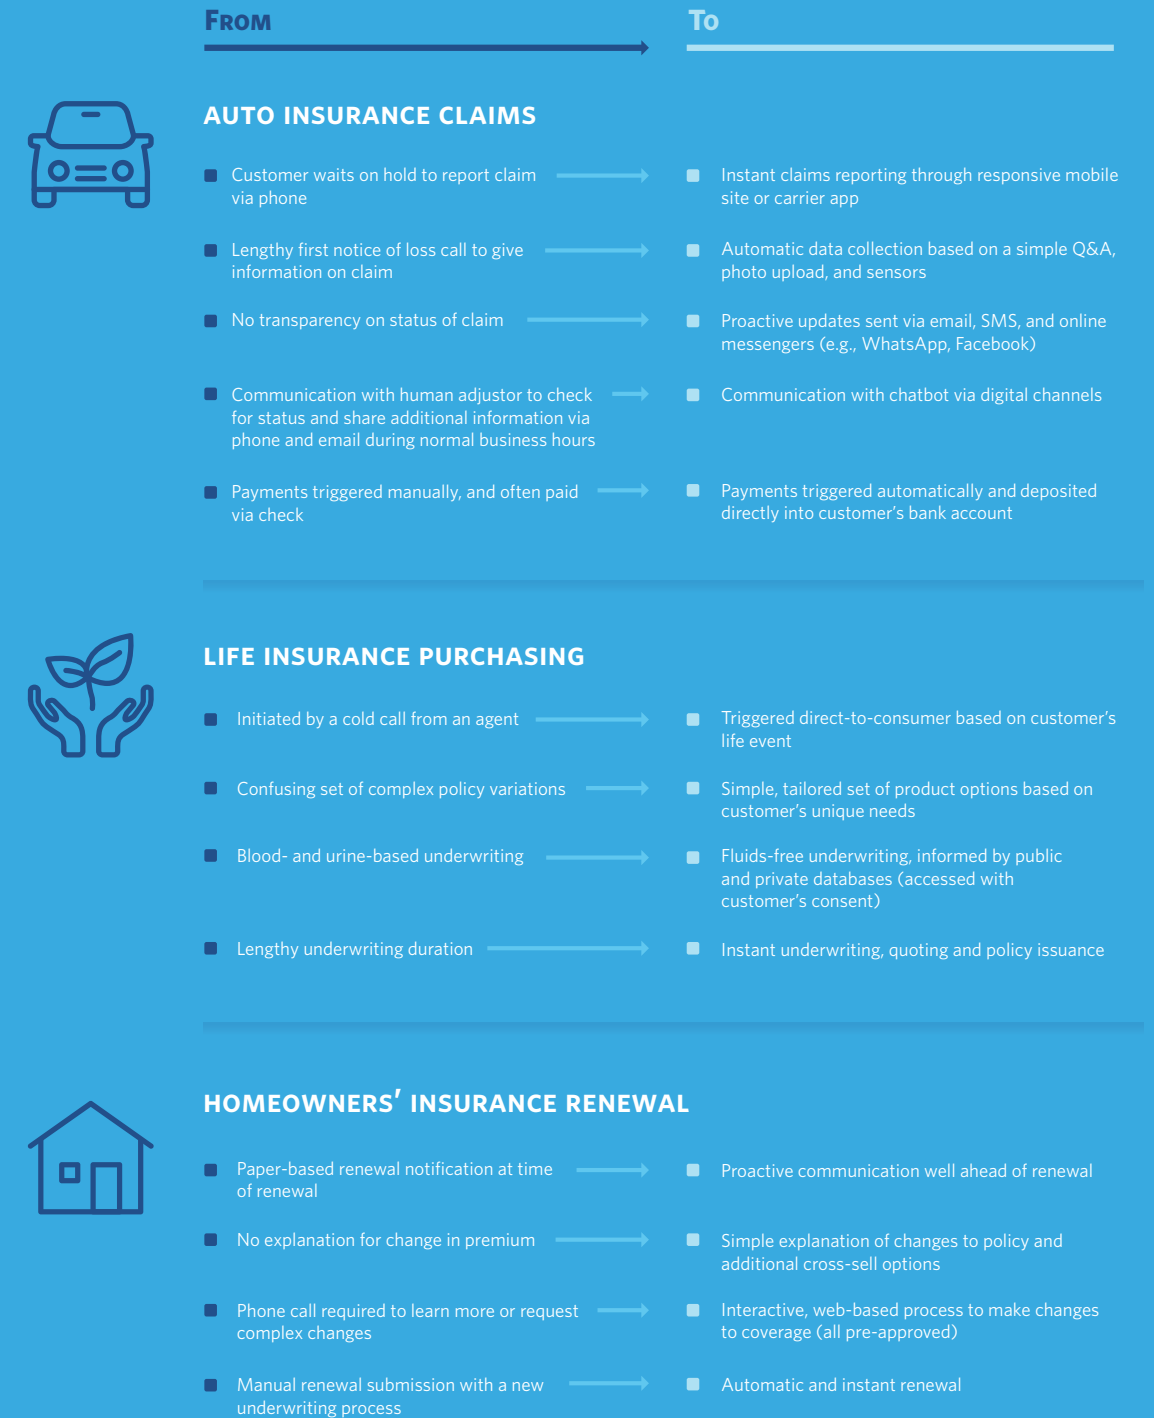 FROM
To
AUTO INSURANCE CLAIMS
Customer waits on hold to report claim
via phone
Instant claims reporting through responsive mobile
site or carrier app
Lengthy first notice of loss call to give
information on claim
Automatic data collection based on a simple Q&A,
photo upload, and sensors
No transparency on status of claim
Proactive updates sent via email, SMS, and online
messengers (e.g., WhatsApp, Facebook)
Communication with human adjustor to check
for status and share additional information via
phone and email during normal business hours
Communication with chatbot via digital channels
Payments triggered manually, and often paid
via check
Payments triggered automatically and deposited
directly into customer's bank account
LIFE INSURANCE PURCHASING
Initiated by a cold call from an agent
Triggered direct-to-consumer based on customer's
life event
Confusing set of complex policy variations
Simple, tailored set of product options based on
customer's unique needs
Blood- and urine-based underwriting
Fluids-free underwriting, informed by public
and private databases (accessed with
customer's consent)
Lengthy underwriting duration
Instant underwriting, quoting and policy issuance
HOMEOWNERS' INSURANCE RENEWAL
Paper-based renewal notification at time
of renewal
Proactive communication well ahead of renewal
No explanation for change in premium
Simple explanation of changes to policy and
additional cross-sell options
Phone call required to learn more or request
complex changes
Interactive, web-based process to make changes
to coverage (all pre-approved)
Manual renewal submission with a new
underwriting process
Automatic and instant renewal